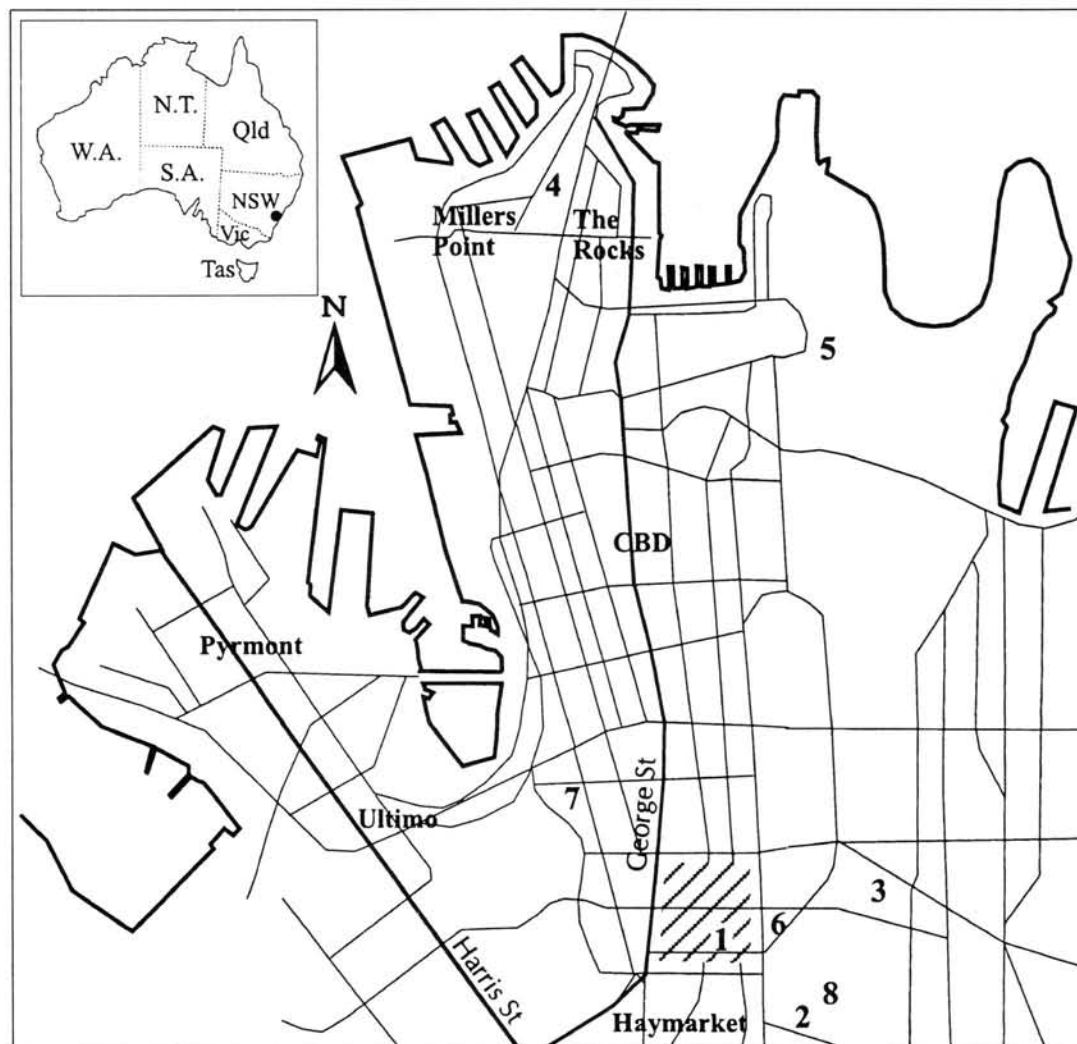 N.T.
Qld
W.A.
S.A.
NSW
Vic
Tas
N
4
Millers
Point
The
Rocks
5
CBD
Pyrmont
George St
7
Ultimo
3
1
6
Harris St
8
Haymarket
2